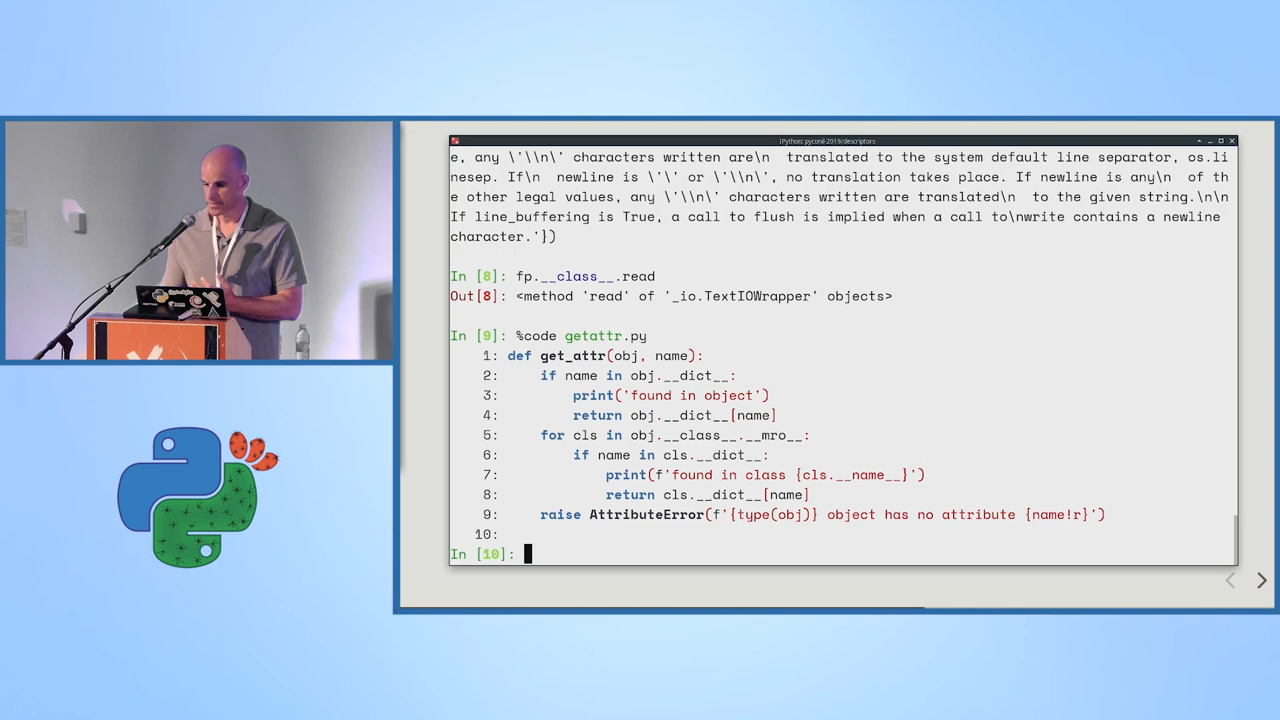 IPython: pyconil-2019/descriptors
e, any \'\\n\' characters written are\n  translated to the system default line separator, os.li
nesep. If\n  newline is \'\' or \'\\n\', no translation takes place. If newline is any\n  of th
e other legal values, any \'\\n\' characters written are translated\n  to the given string.\n\n
If line_buffering is True, a call to flush is implied when a call to\nwrite contains a newline
character.'})
In [8]: fp.__class__.read
Out[8]: <method 'read' of '_io.TextIOWrapper' objects>
In [9]: %code getattr.py
1: def get_attr(obj, name):
2:     if name in obj.__dict__:
3:         print('found in object')
4:         return obj.__dict__[name]
5:     for cls in obj.__class__.__mro__:
6:         if name in cls.__dict__:
7:             print(f'found in class {cls.__name__}')
8:             return cls.__dict__[name]
9:     raise AttributeError(f'{type(obj)} object has no attribute {name!r}')
10:
In [10]: